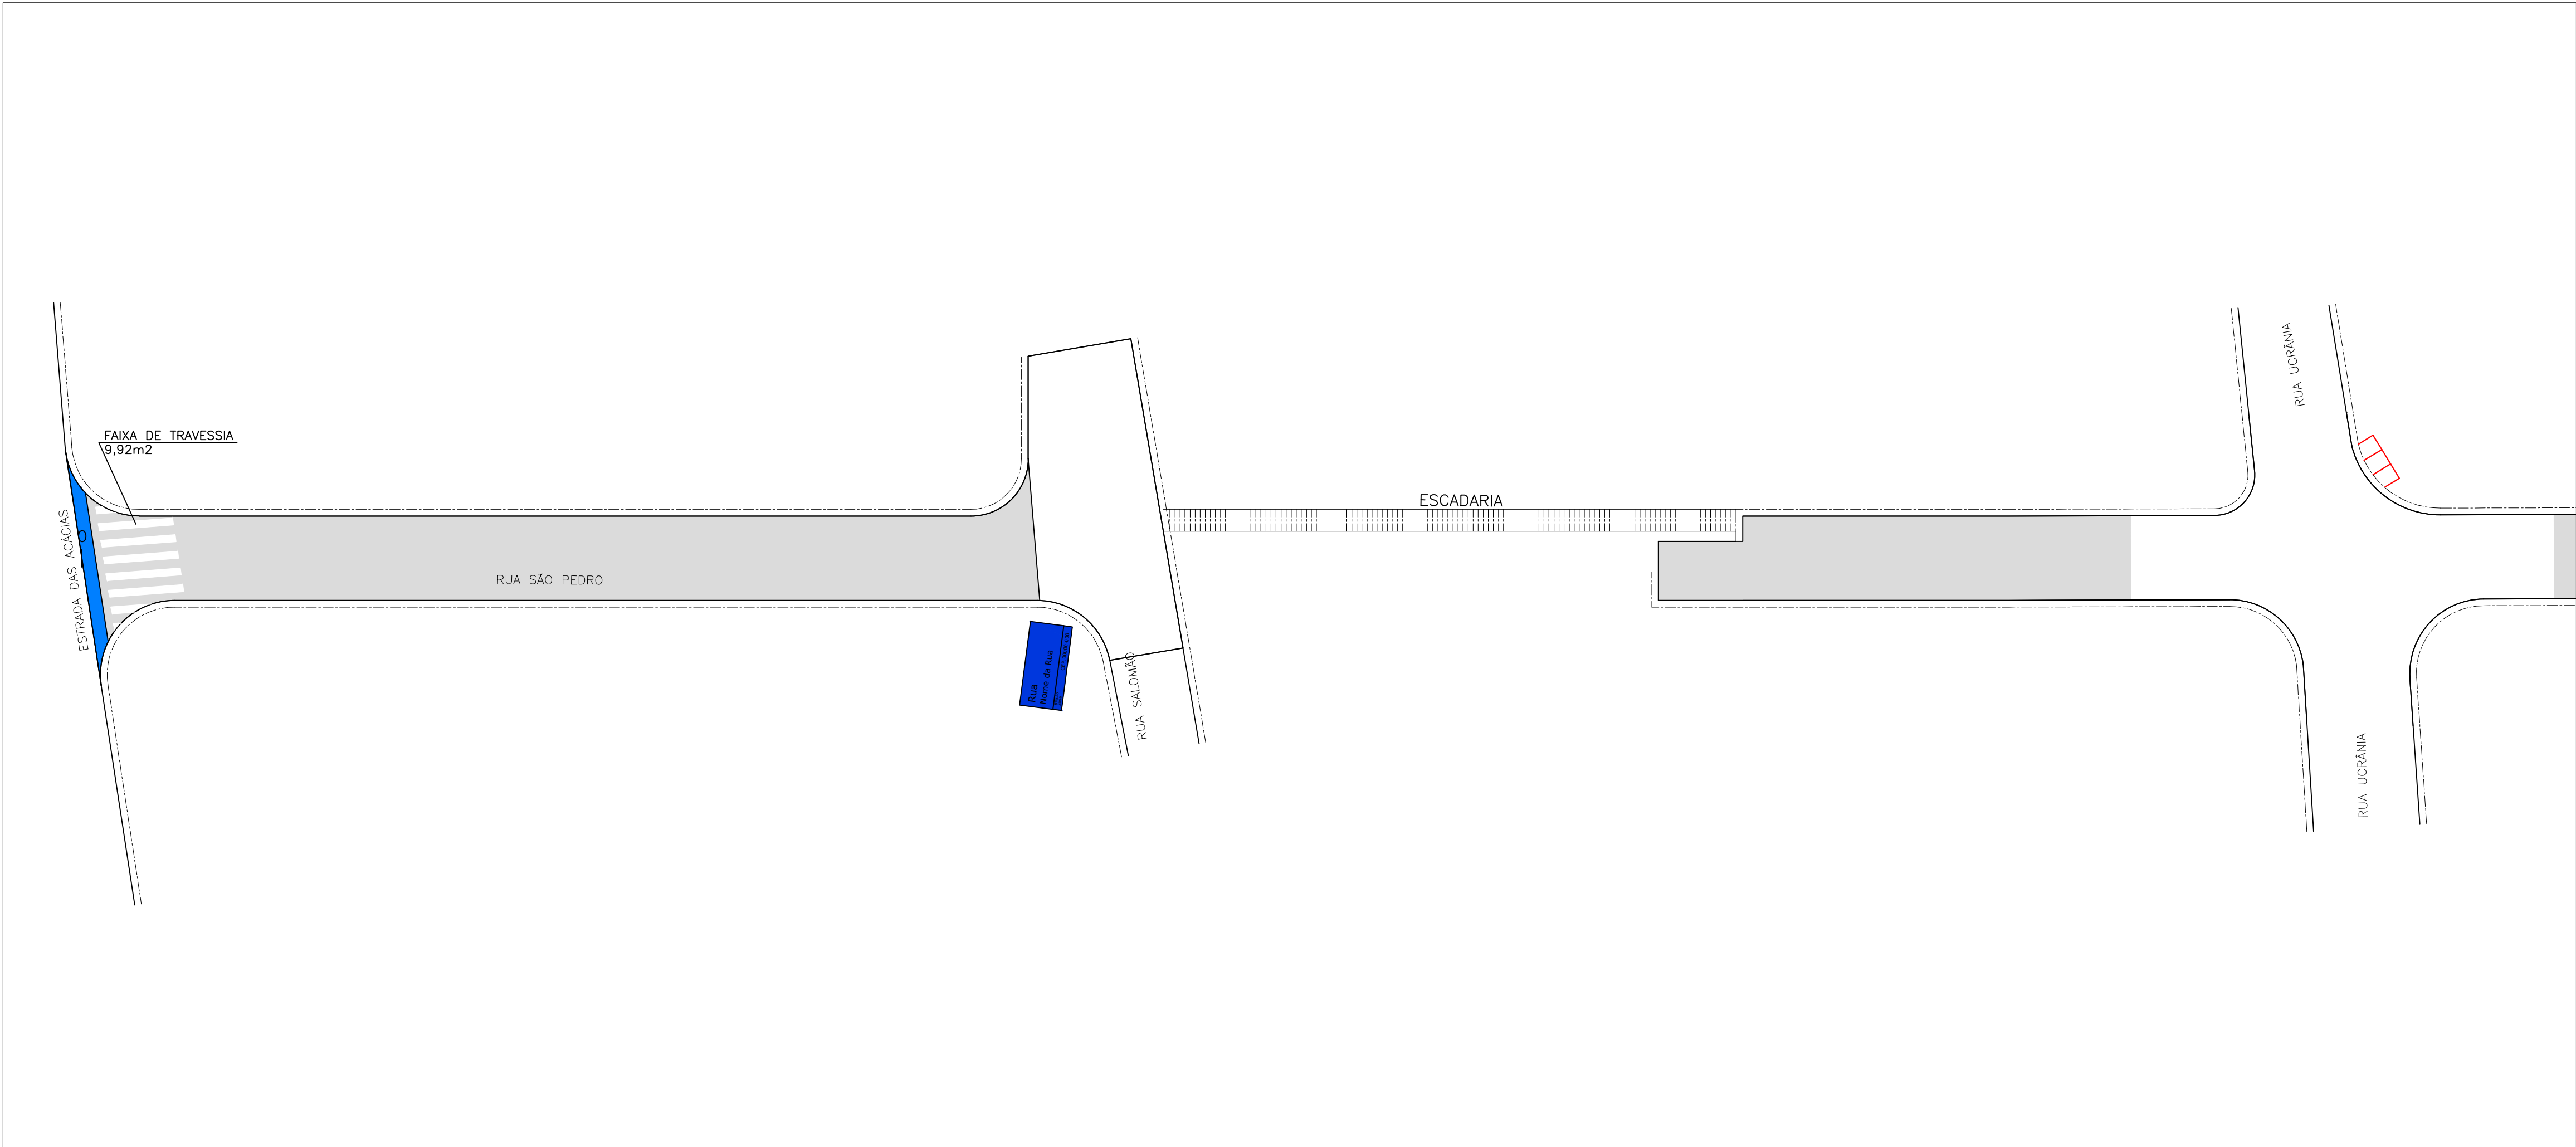 RUA UCRÂNIA
FAIXA DE TRAVESSIA
9,92m2
ESCADARIA
ESTRADA DAS ACÁCIAS
RUA SÃO PEDRO
Rua
Nome da Rua
RUA SALOMÃO
RUA UCRÂNIA